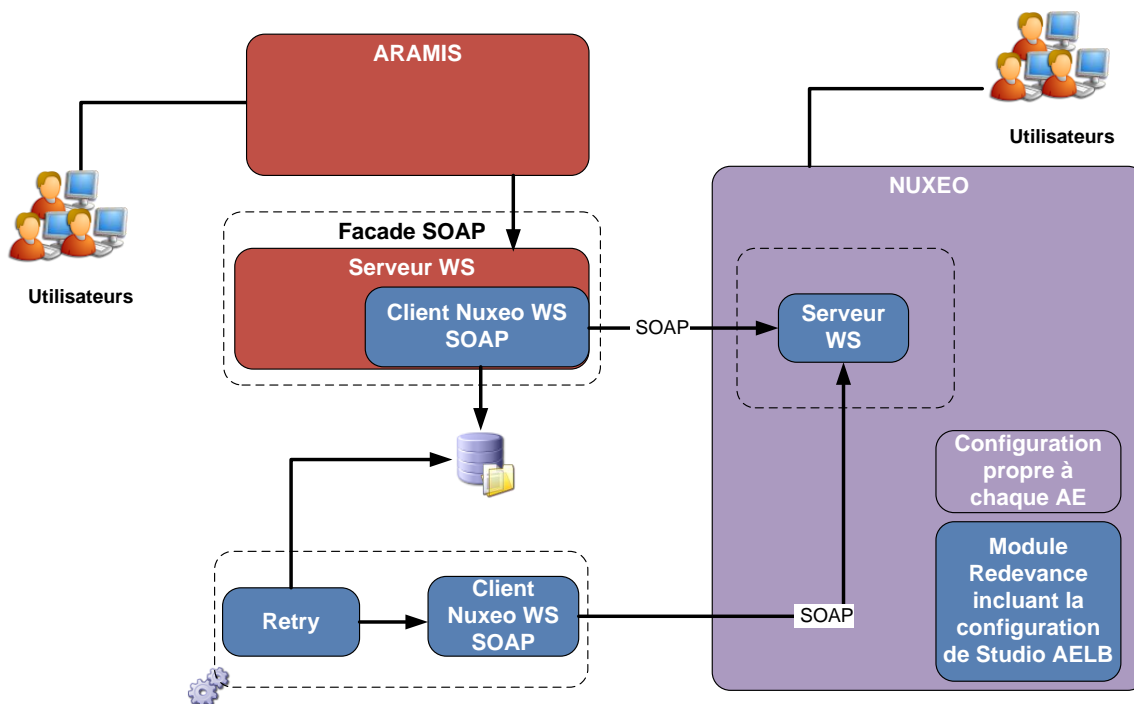 ARAMIS
Utilisateurs
Utilisateurs
NUXEO
Facade SOAP
Serveur WS
Client Nuxeo WS
SOAP
SOAP
Serveur
WS
Configuration
propre à
chaque AE
Module
Redevance
incluant la
configuration
de Studio AELB
Retry
Client
Nuxeo WS
SOAP
SOAP